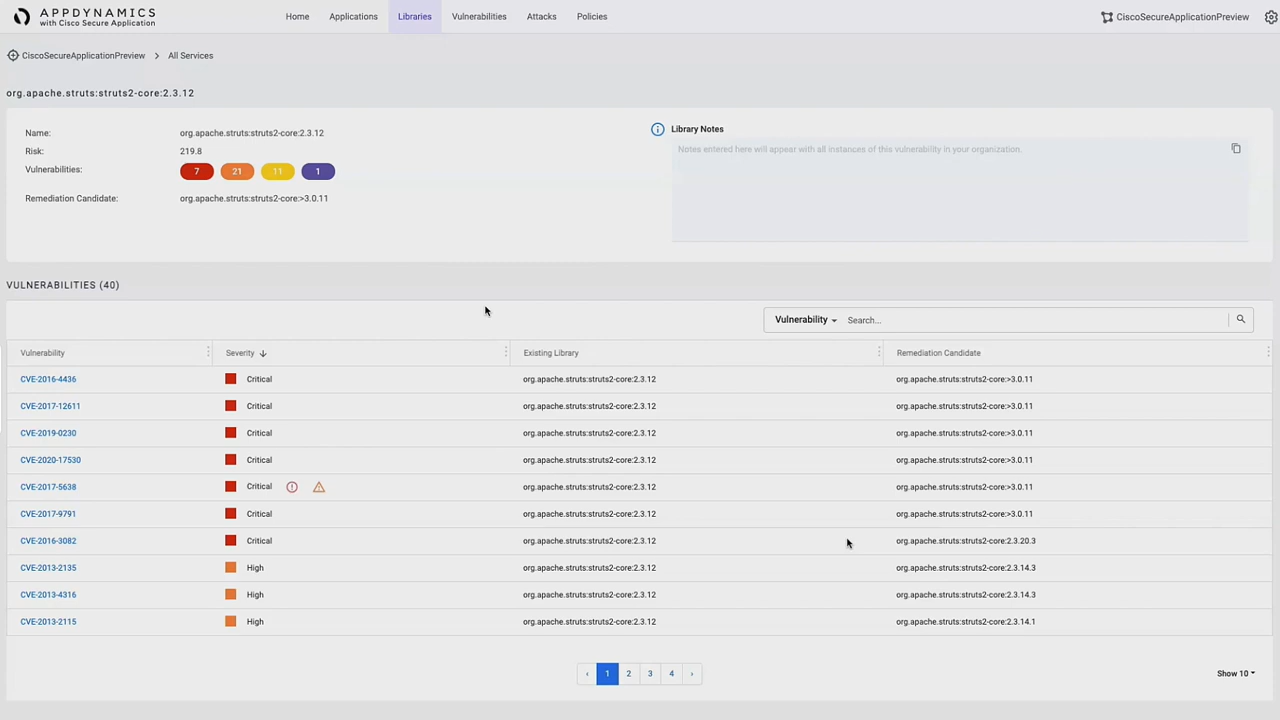 APPDYNAMICS
with Cisco Secure Application
Home Applications Libraries Vulnerabilities Attacks Policies
CiscoSecureApplicationPreview
CiscoSecureApplicationPreview > All Services
org.apache.struts:struts2-core:2.3.12
Name: org.apache.struts:struts2-core:2.3.12
Risk: 219.8
Vulnerabilities: 7 21 11 1
Remediation Candidate: org.apache.struts:struts2-core:>3.0.11
Library Notes
Notes entered here will appear with all instances of this vulnerability in your organization.
VULNERABILITIES (40)
Vulnerability Search...
Vulnerability Severity Existing Library Remediation Candidate
CVE-2016-4436 Critical org.apache.struts:struts2-core:2.3.12 org.apache.struts:struts2-core:>3.0.11
CVE-2017-12611 Critical org.apache.struts:struts2-core:2.3.12 org.apache.struts:struts2-core:>3.0.11
CVE-2019-0230 Critical org.apache.struts:struts2-core:2.3.12 org.apache.struts:struts2-core:>3.0.11
CVE-2020-17530 Critical org.apache.struts:struts2-core:2.3.12 org.apache.struts:struts2-core:>3.0.11
CVE-2017-5638 Critical org.apache.struts:struts2-core:2.3.12 org.apache.struts:struts2-core:>3.0.11
CVE-2017-9791 Critical org.apache.struts:struts2-core:2.3.12 org.apache.struts:struts2-core:>3.0.11
CVE-2016-3082 Critical org.apache.struts:struts2-core:2.3.12 org.apache.struts:struts2-core:2.3.20.3
CVE-2013-2135 High org.apache.struts:struts2-core:2.3.12 org.apache.struts:struts2-core:2.3.14.3
CVE-2013-4316 High org.apache.struts:struts2-core:2.3.12 org.apache.struts:struts2-core:2.3.14.3
CVE-2013-2115 High org.apache.struts:struts2-core:2.3.12 org.apache.struts:struts2-core:2.3.14.1
‹ 1 2 3 4 ›
Show 10